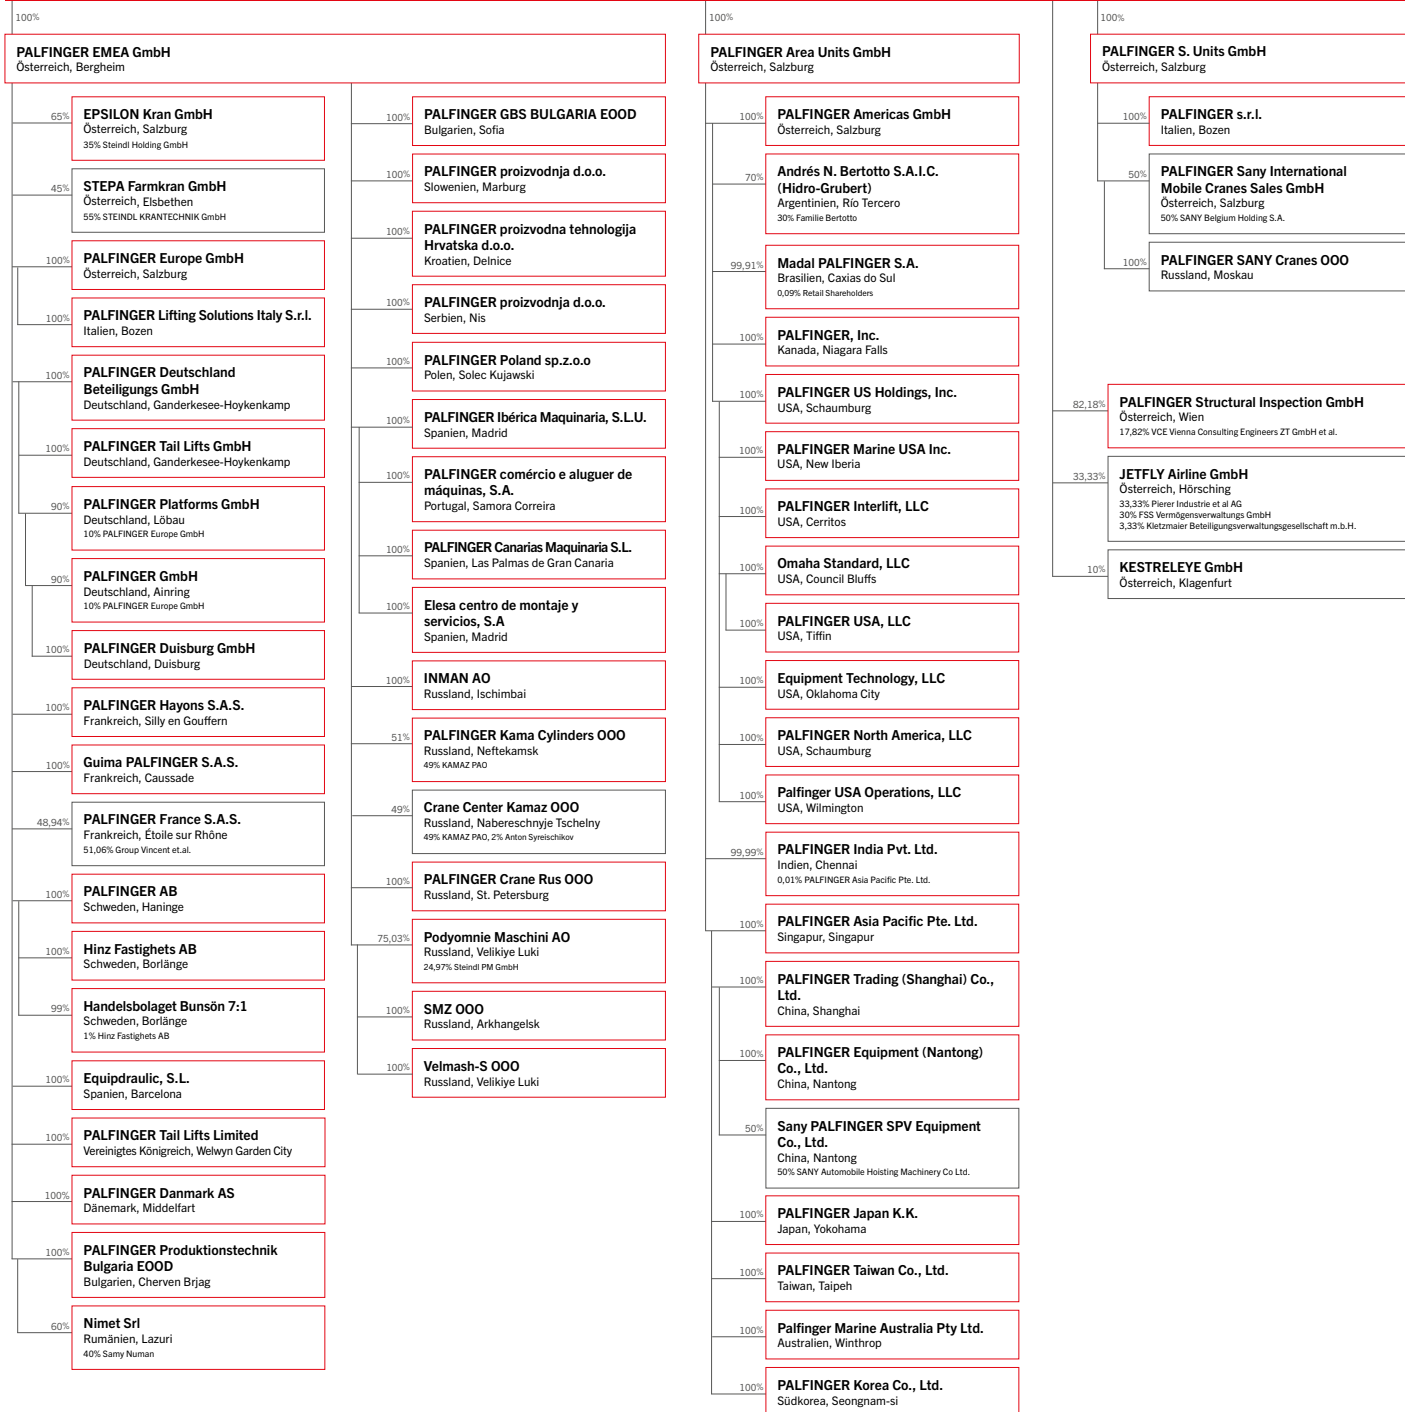 100%
PALFINGER EMEA GmbH
Österreich, Bergheim
65%
EPSILON Kran GmbH
Österreich, Salzburg
35% Steindl Holding GmbH
45%
STEPA Farmkran GmbH
Österreich, Elsbethen
55% STEINDL KRANTECHNIK GmbH
100%
PALFINGER Europe GmbH
Österreich, Salzburg
100%
PALFINGER Lifting Solutions Italy S.r.l.
Italien, Bozen
100%
PALFINGER Deutschland
Beteiligungs GmbH
Deutschland, Ganderkesee-Hoykenkamp
100%
PALFINGER Tail Lifts GmbH
Deutschland, Ganderkesee-Hoykenkamp
90%
PALFINGER Platforms GmbH
Deutschland, Löbau
10% PALFINGER Europe GmbH
90%
PALFINGER GmbH
Deutschland, Ainring
10% PALFINGER Europe GmbH
100%
PALFINGER Duisburg GmbH
Deutschland, Duisburg
100%
PALFINGER Hayons S.A.S.
Frankreich, Silly en Gouffern
100%
Guima PALFINGER S.A.S.
Frankreich, Caussade
48,94%
PALFINGER France S.A.S.
Frankreich, Étoile sur Rhône
51,06% Group Vincent et.al.
100%
PALFINGER AB
Schweden, Haninge
100%
Hinz Fastighets AB
Schweden, Borlänge
99%
Handelsbolaget Bunsön 7:1
Schweden, Borlänge
1% Hinz Fastighets AB
100%
Equipdraulic, S.L.
Spanien, Barcelona
100%
PALFINGER Tail Lifts Limited
Vereinigtes Königreich, Welwyn Garden City
100%
PALFINGER Danmark AS
Dänemark, Middelfart
100%
PALFINGER Produktionstechnik
Bulgaria EOOD
Bulgarien, Cherven Brjag
60%
Nimet Srl
Rumänien, Lazuri
40% Samy Numan
100%
PALFINGER GBS BULGARIA EOOD
Bulgarien, Sofia
100%
PALFINGER proizvodnja d.o.o.
Slowenien, Marburg
100%
PALFINGER proizvodna tehnologija
Hrvatska d.o.o.
Kroatien, Delnice
100%
PALFINGER proizvodnja d.o.o.
Serbien, Nis
100%
PALFINGER Poland sp.z.o.o
Polen, Solec Kujawski
100%
PALFINGER Ibérica Maquinaria, S.L.U.
Spanien, Madrid
100%
PALFINGER comércio e aluguer de
máquinas, S.A.
Portugal, Samora Correira
100%
PALFINGER Canarias Maquinaria S.L.
Spanien, Las Palmas de Gran Canaria
100%
Elesa centro de montaje y
servicios, S.A
Spanien, Madrid
100%
INMAN AO
Russland, Ischimbai
51%
PALFINGER Kama Cylinders OOO
Russland, Neftekamsk
49% KAMAZ PAO
49%
Crane Center Kamaz OOO
Russland, Nabereschnyje Tschelny
49% KAMAZ PAO, 2% Anton Syreischikov
100%
PALFINGER Crane Rus OOO
Russland, St. Petersburg
75,03%
Podyomnie Maschini AO
Russland, Velikiye Luki
24,97% Steindl PM GmbH
100%
SMZ OOO
Russland, Arkhangelsk
100%
Velmash-S OOO
Russland, Velikiye Luki
100%
PALFINGER Area Units GmbH
Österreich, Salzburg
100%
PALFINGER Americas GmbH
Österreich, Salzburg
70%
Andrés N. Bertotto S.A.I.C.
(Hidro-Grubert)
Argentinien, Río Tercero
30% Familie Bertotto
99,91%
Madal PALFINGER S.A.
Brasilien, Caxias do Sul
0,09% Retail Shareholders
100%
PALFINGER, Inc.
Kanada, Niagara Falls
100%
PALFINGER US Holdings, Inc.
USA, Schaumburg
100%
PALFINGER Marine USA Inc.
USA, New Iberia
100%
PALFINGER Interlift, LLC
USA, Cerritos
100%
Omaha Standard, LLC
USA, Council Bluffs
100%
PALFINGER USA, LLC
USA, Tiffin
100%
Equipment Technology, LLC
USA, Oklahoma City
100%
PALFINGER North America, LLC
USA, Schaumburg
100%
Palfinger USA Operations, LLC
USA, Wilmington
99,99%
PALFINGER India Pvt. Ltd.
Indien, Chennai
0,01% PALFINGER Asia Pacific Pte. Ltd.
100%
PALFINGER Asia Pacific Pte. Ltd.
Singapur, Singapur
100%
PALFINGER Trading (Shanghai) Co.,
Ltd.
China, Shanghai
100%
PALFINGER Equipment (Nantong)
Co., Ltd.
China, Nantong
50%
Sany PALFINGER SPV Equipment
Co., Ltd.
China, Nantong
50% SANY Automobile Hoisting Machinery Co Ltd.
100%
PALFINGER Japan K.K.
Japan, Yokohama
100%
PALFINGER Taiwan Co., Ltd.
Taiwan, Taipeh
100%
Palfinger Marine Australia Pty Ltd.
Australien, Winthrop
100%
PALFINGER Korea Co., Ltd.
Südkorea, Seongnam-si
100%
PALFINGER S. Units GmbH
Österreich, Salzburg
100%
PALFINGER s.r.l.
Italien, Bozen
50%
PALFINGER Sany International
Mobile Cranes Sales GmbH
Österreich, Salzburg
50% SANY Belgium Holding S.A.
100%
PALFINGER SANY Cranes OOO
Russland, Moskau
82,18%
PALFINGER Structural Inspection GmbH
Österreich, Wien
17,82% VCE Vienna Consulting Engineers ZT GmbH et al.
33,33%
JETFLY Airline GmbH
Österreich, Hörsching
33,33% Pierer Industrie et al AG
30% FSS Vermögensverwaltungs GmbH
3,33% Kletzmaier Beteiligungsverwaltungsgesellschaft m.b.H.
10%
KESTRELEYE GmbH
Österreich, Klagenfurt